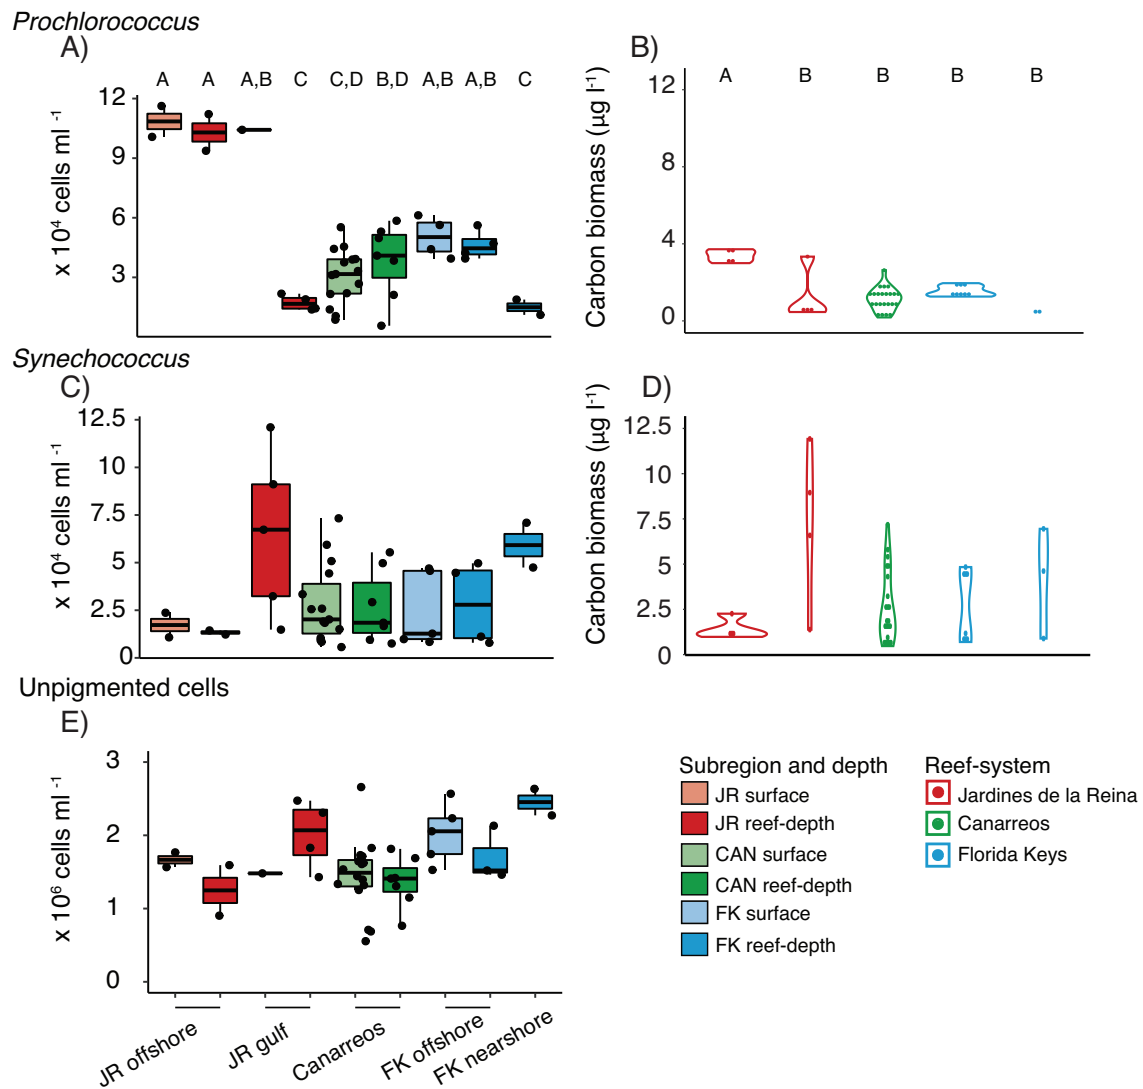 Prochlorococcus
A)
A A A,B C C,D B,D A,B A,B C
12
9
6
3
x 10⁴ cells ml ⁻¹
B)
A B B B B
12
8
4
0
Carbon biomass (µg l⁻¹)
Synechococcus
C)
12.5
10
7.5
5
2.5
0
x 10⁴ cells ml ⁻¹
D)
12.5
10
7.5
5
2.5
0
Carbon biomass (µg l⁻¹)
Unpigmented cells
E)
3
2
1
0
x 10⁶ cells ml ⁻¹
JR offshore
JR gulf
Canarreos
FK offshore
FK nearshore
Subregion and depth
JR surface
JR reef-depth
CAN surface
CAN reef-depth
FK surface
FK reef-depth
Reef-system
Jardines de la Reina
Canarreos
Florida Keys